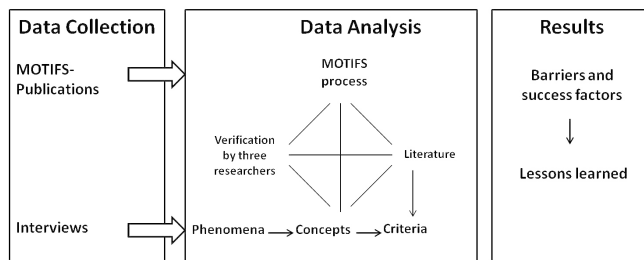 Data Collection
MOTIFS-
Publications
Interviews
Data Analysis
MOTIFS
process
Verification
by three
researchers
Literature
Phenomena
Concepts
Criteria
Results
Barriers and
success factors
Lessons learned